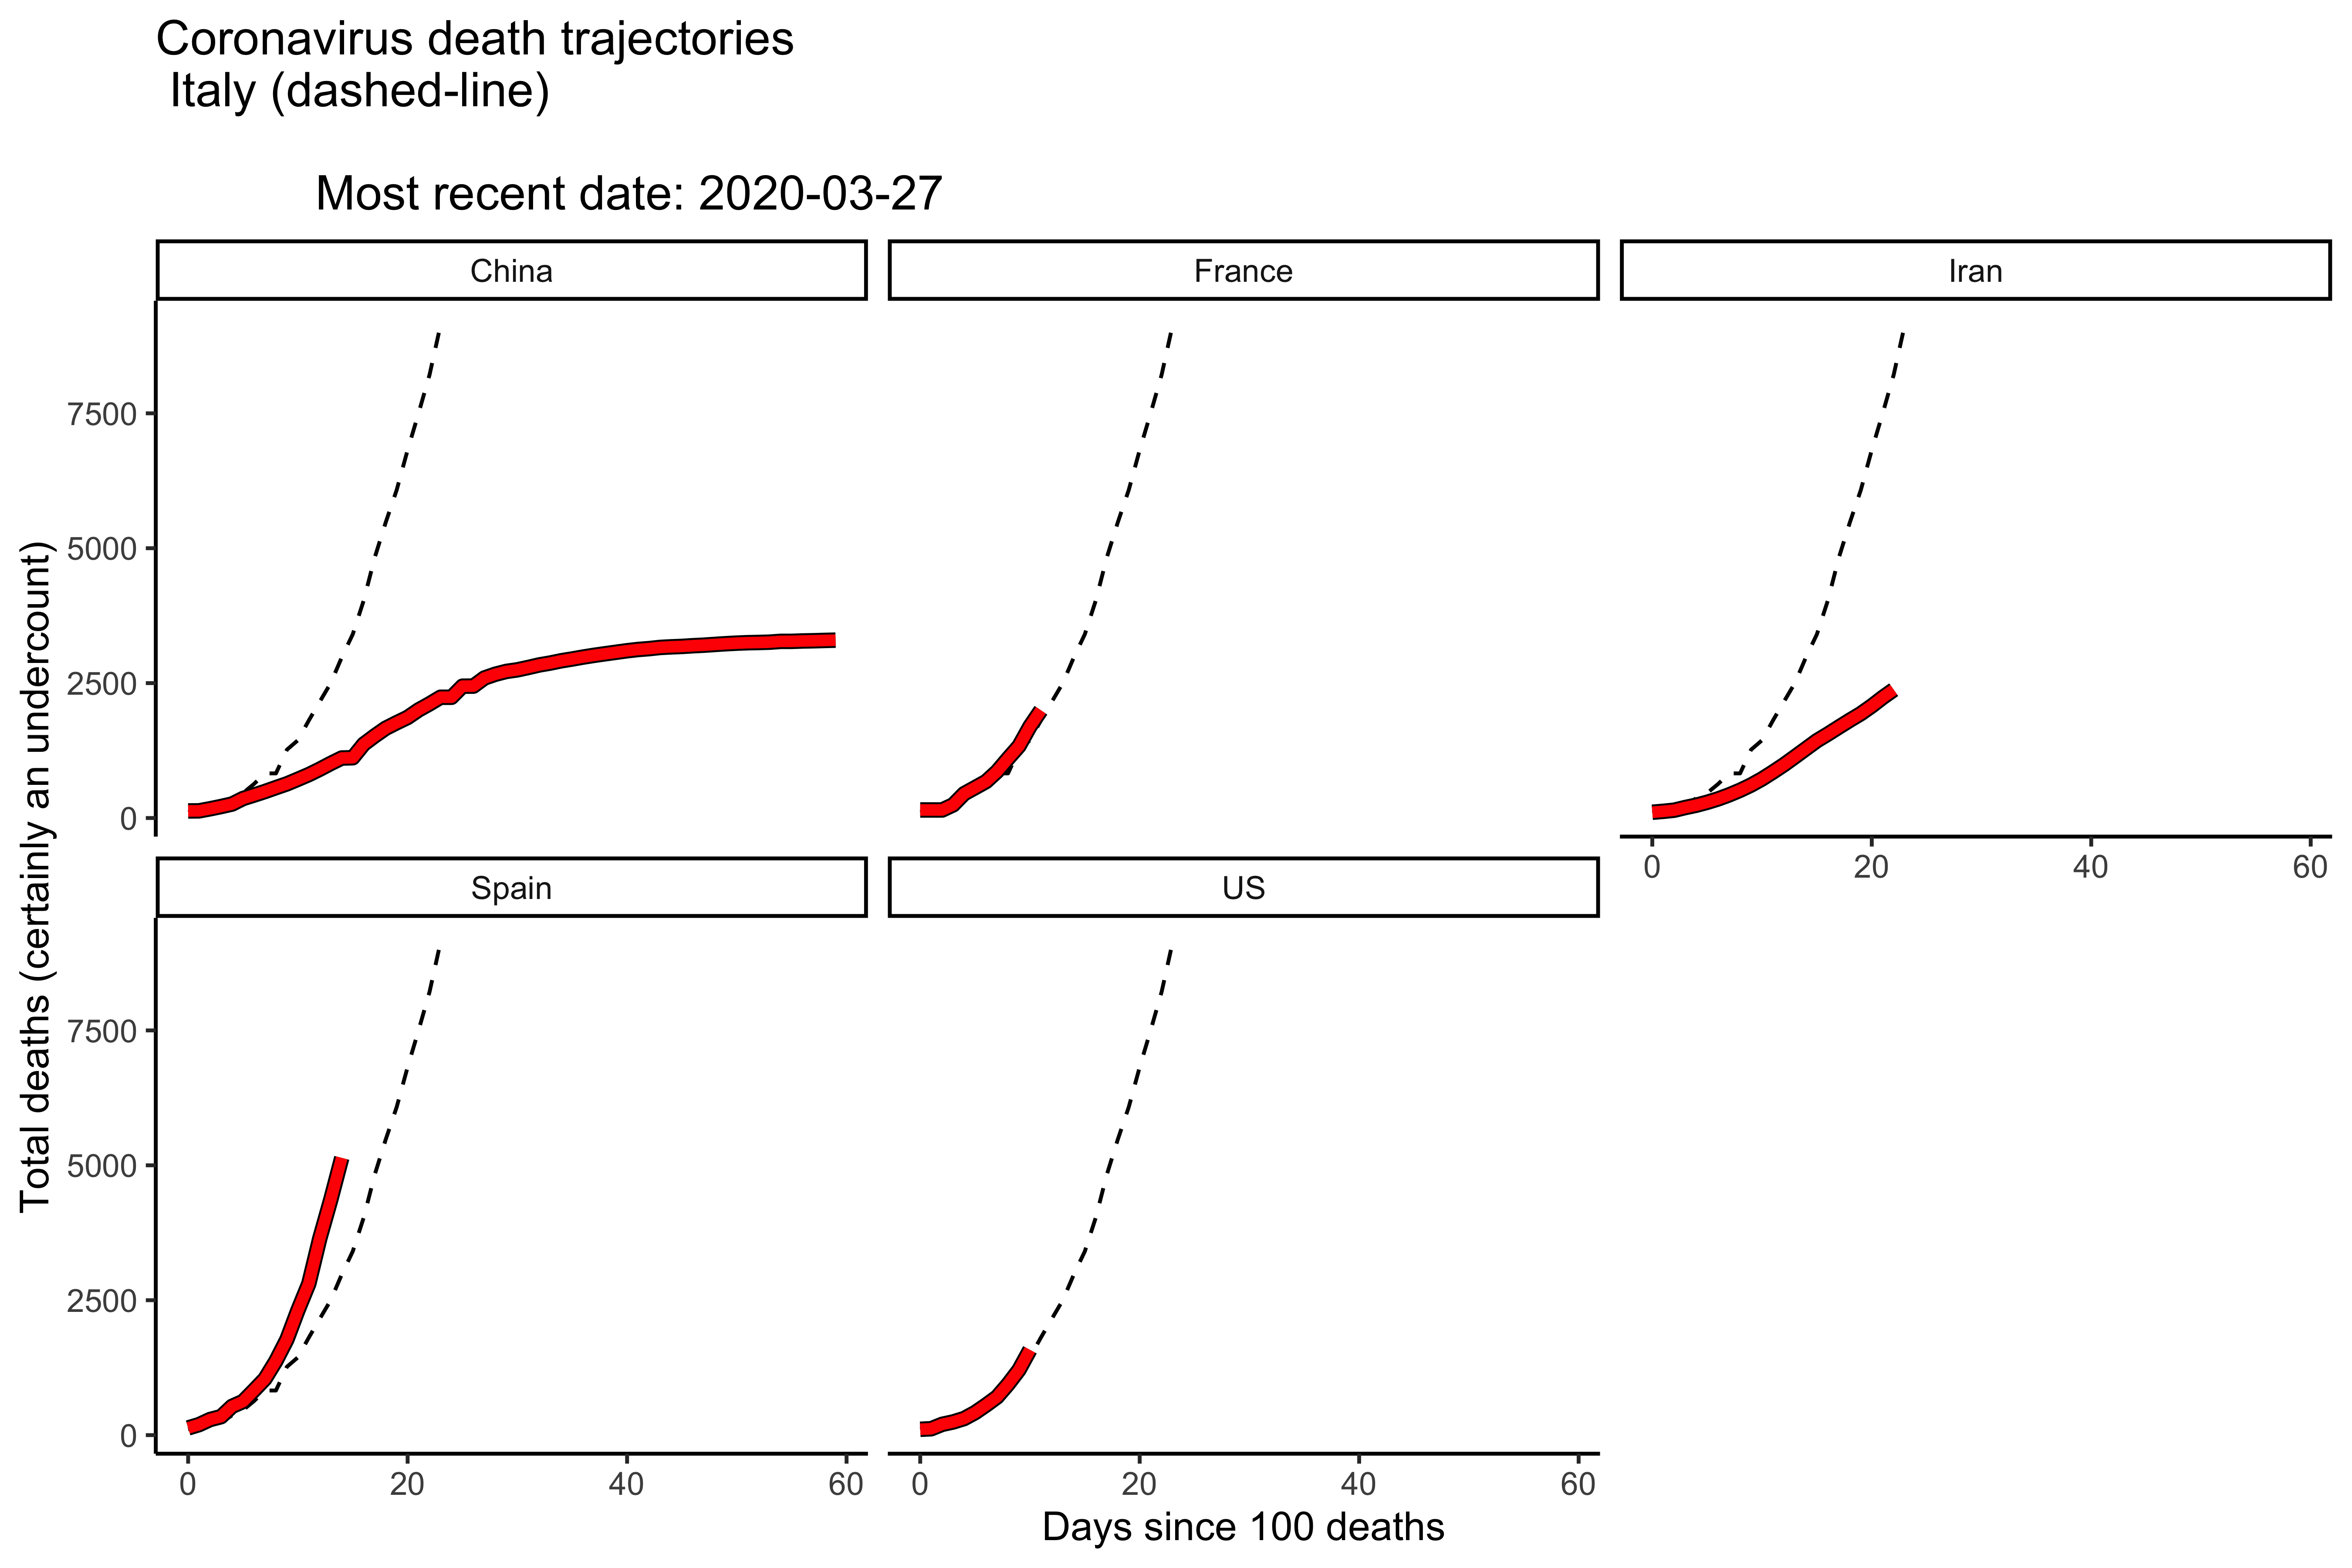 Coronavirus death trajectories
Italy (dashed-line)
Most recent date: 2020-03-27
China
France
Iran
7500
5000
2500
0
0 20 40 60
Spain
US
7500
5000
2500
0
0 20 40 60
0 20 40 60
Days since 100 deaths
Total deaths (certainly an undercount)